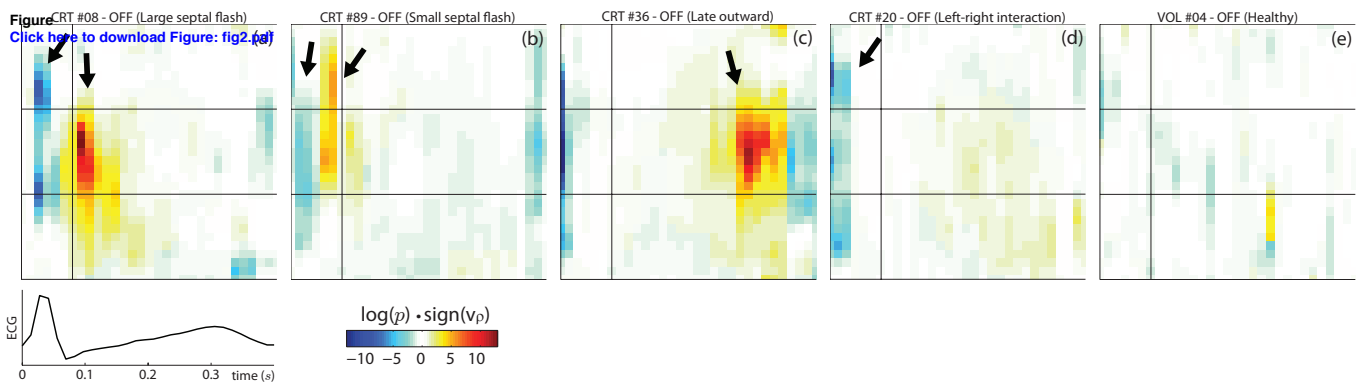 Figure
Click here to download Figure: fig2.pdf
CRT #08 - OFF (Large septal flash)
(a)
CRT #89 - OFF (Small septal flash)
(b)
CRT #36 - OFF (Late outward)
(c)
CRT #20 - OFF (Left-right interaction)
(d)
VOL #04 - OFF (Healthy)
(e)
ECG
0 0.1 0.2 0.3 time (s)
log(p) • sign(vρ)
−10 −5 0 5 10